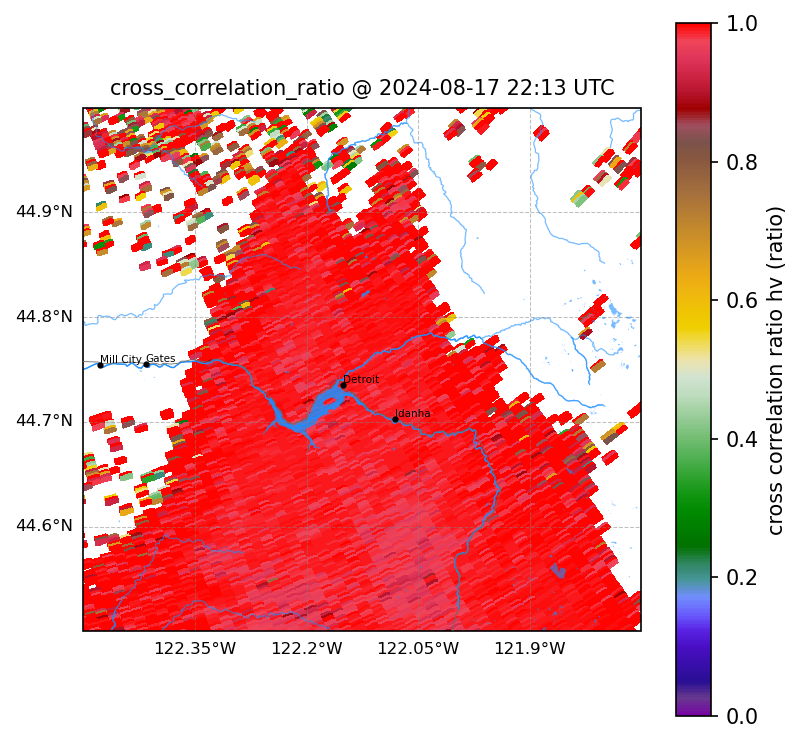 cross_correlation_ratio @ 2024-08-17 22:13 UTC
1.0
0.8
0.6
0.4
0.2
0.0
cross correlation ratio hv (ratio)
44.9°N
44.8°N
44.7°N
44.6°N
Mill City
Gates
Detroit
Idanha
122.35°W
122.2°W
122.05°W
121.9°W